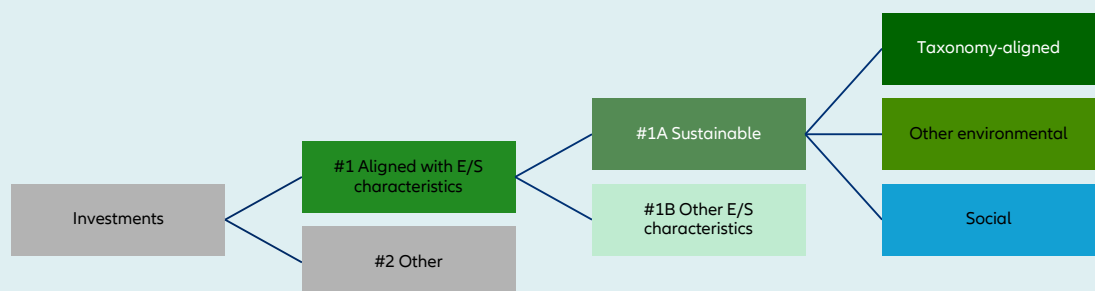 Investments
#1 Aligned with E/S
characteristics
#2 Other
#1A Sustainable
#1B Other E/S
characteristics
Taxonomy-aligned
Other environmental
Social